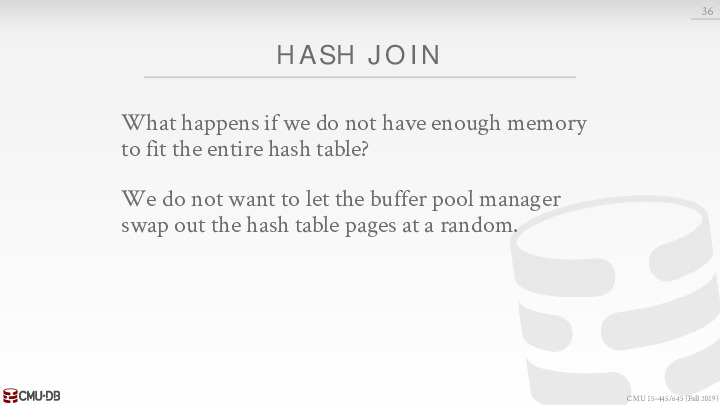 36
HASH JOIN
What happens if we do not have enough memory
to fit the entire hash table?
We do not want to let the buffer pool manager
swap out the hash table pages at a random.
CMU·DB
CMU 15-445/645 (Fall 2019)